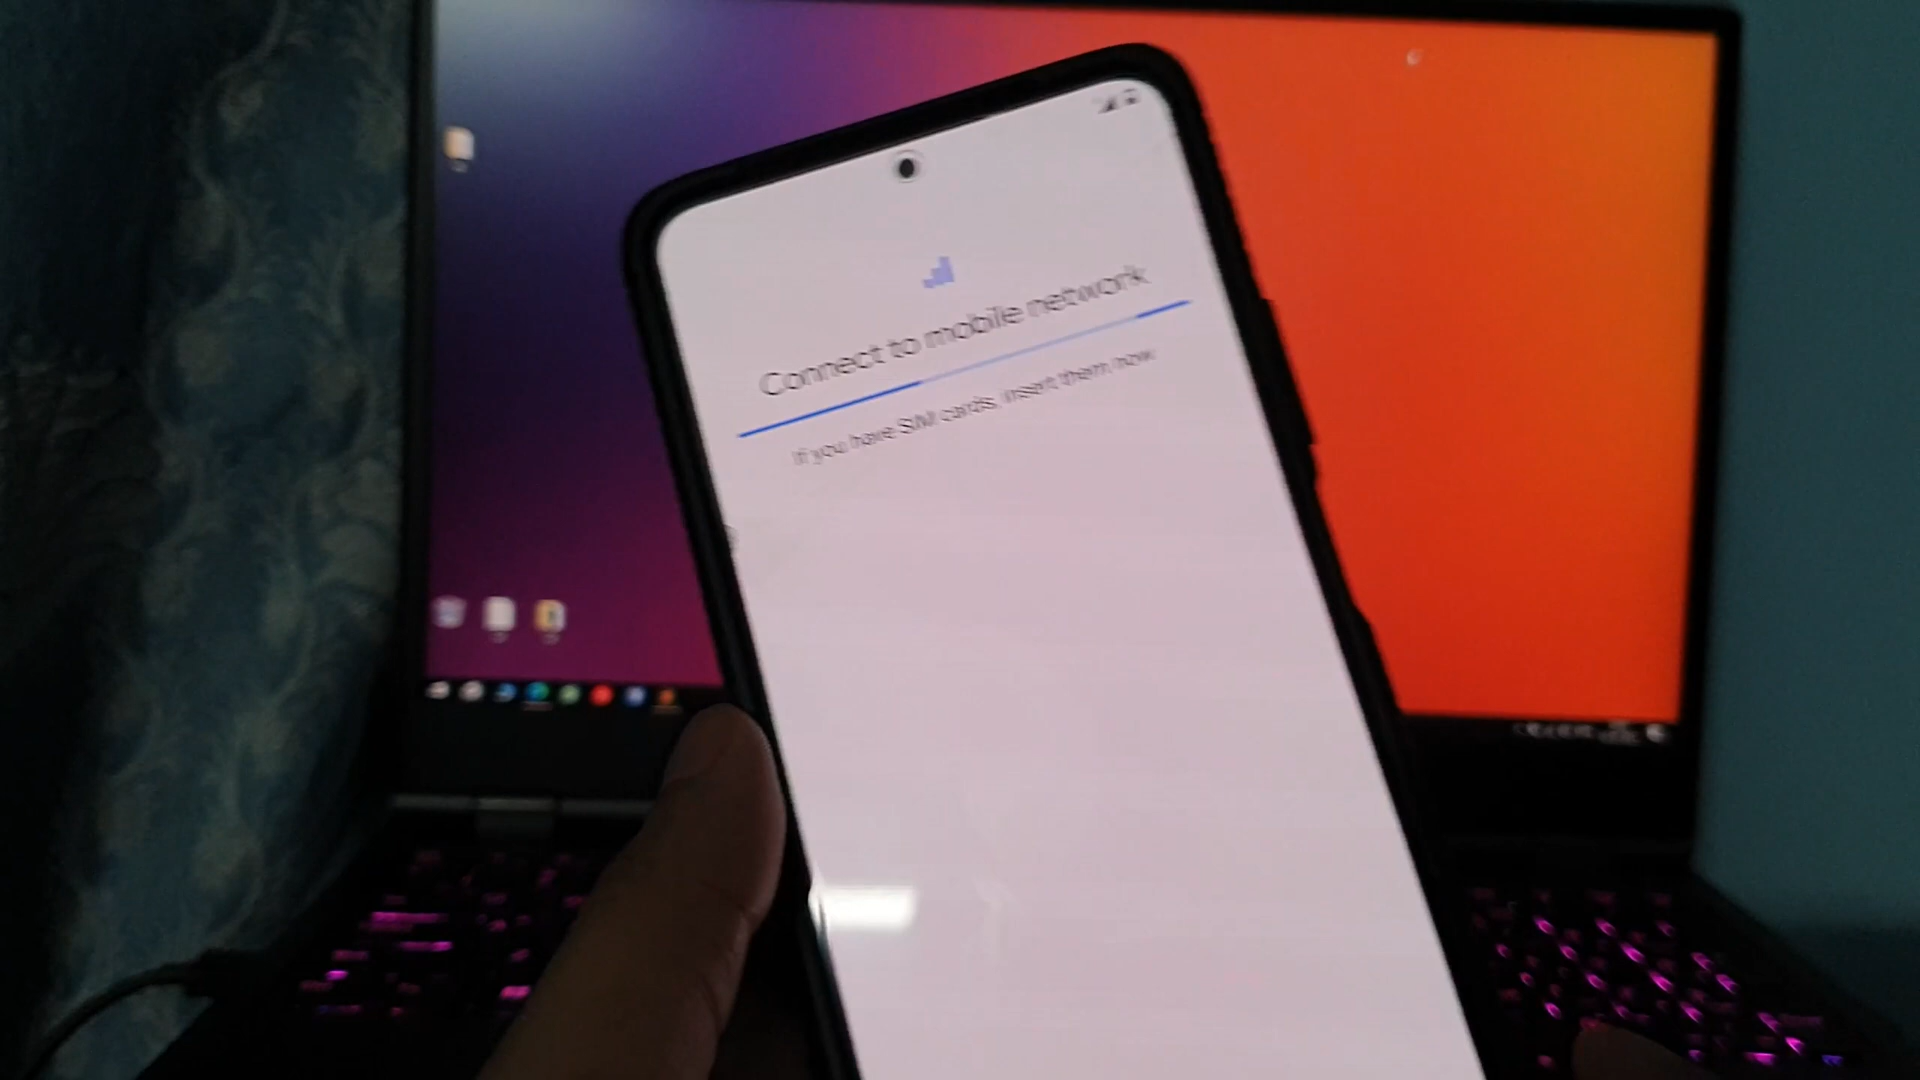 Connect to mobile network
If you have SIM cards, insert them now